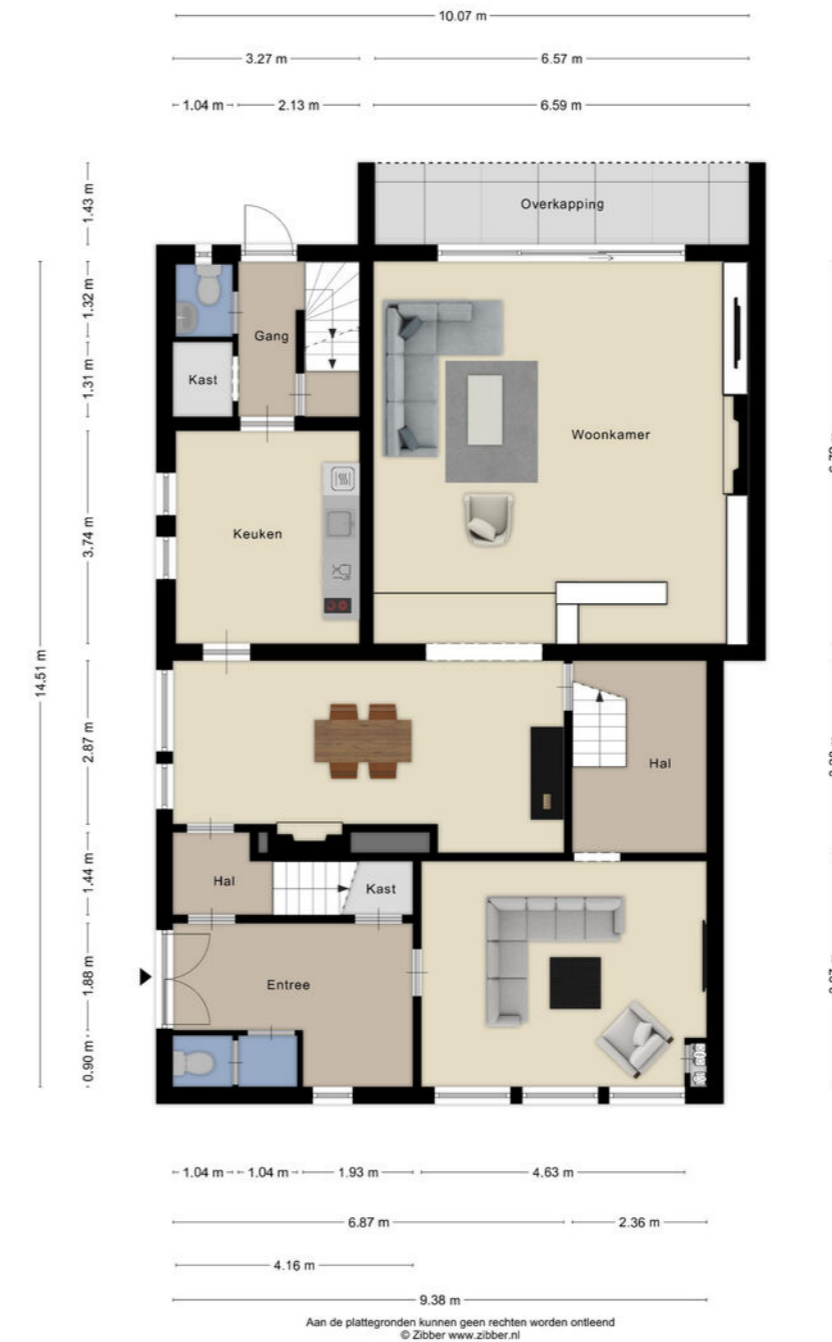 10.07 m
3.27 m
6.57 m
1.04 m
2.13 m
6.59 m
1.43 m
Overkapping
1.32 m
Gang
1.31 m
Kast
Woonkamer
3.74 m
Keuken
14.51 m
2.87 m
Hal
1.44 m
Hal
Kast
1.88 m
Entree
0.90 m
1.04 m
1.04 m
1.93 m
4.63 m
6.87 m
2.36 m
4.16 m
9.38 m
Aan de plattegronden kunnen geen rechten worden ontleend
© Zibber www.zibber.nl